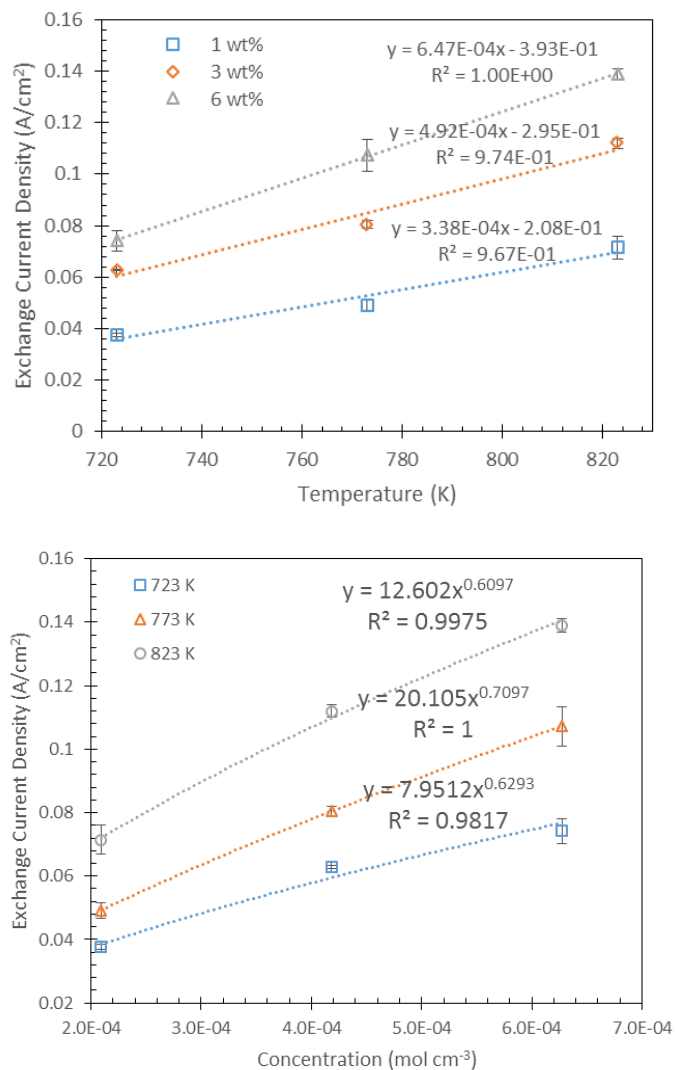 0.16
0.14
0.12
0.1
0.08
0.06
0.04
0.02
0
Exchange Current Density (A/cm²)
1 wt%
3 wt%
6 wt%
y = 6.47E-04x - 3.93E-01
R² = 1.00E+00
y = 4.92E-04x - 2.95E-01
R² = 9.74E-01
y = 3.38E-04x - 2.08E-01
R² = 9.67E-01
720 740 760 780 800 820
Temperature (K)
0.16
0.14
0.12
0.1
0.08
0.06
0.04
0.02
Exchange Current Density (A/cm²)
723 K
773 K
823 K
y = 12.602x⁰·⁶⁰⁹⁷
R² = 0.9975
y = 20.105x⁰·⁷⁰⁹⁷
R² = 1
y = 7.9512x⁰·⁶²⁹³
R² = 0.9817
2.0E-04 3.0E-04 4.0E-04 5.0E-04 6.0E-04 7.0E-04
Concentration (mol cm⁻³)